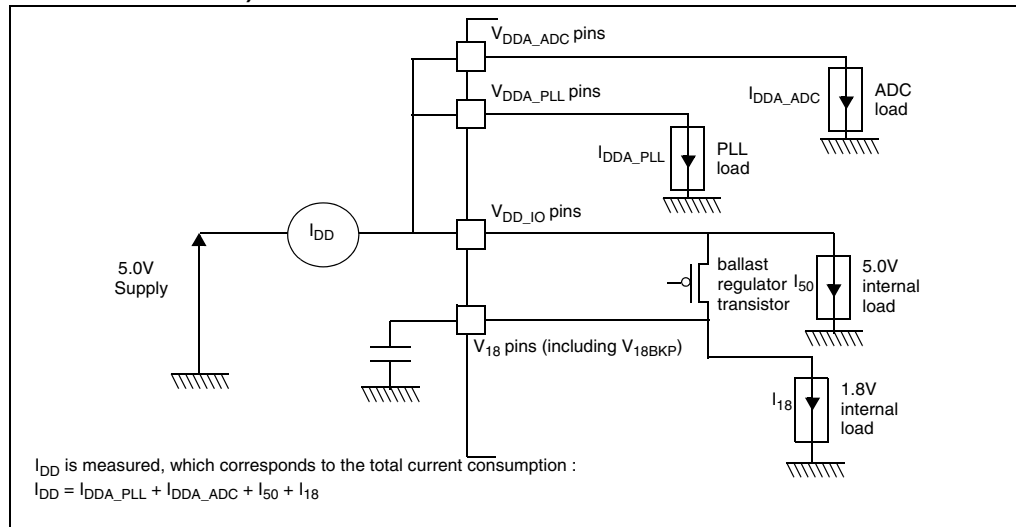 V_DDA_ADC pins
I_DDA_ADC
ADC
load
V_DDA_PLL pins
I_DDA_PLL
PLL
load
V_DD_IO pins
I_DD
5.0V
Supply
ballast
regulator
transistor
I_50
5.0V
internal
load
V_18 pins (including V_18BKP)
I_18
1.8V
internal
load
I_DD is measured, which corresponds to the total current consumption :
I_DD = I_DDA_PLL + I_DDA_ADC + I_50 + I_18